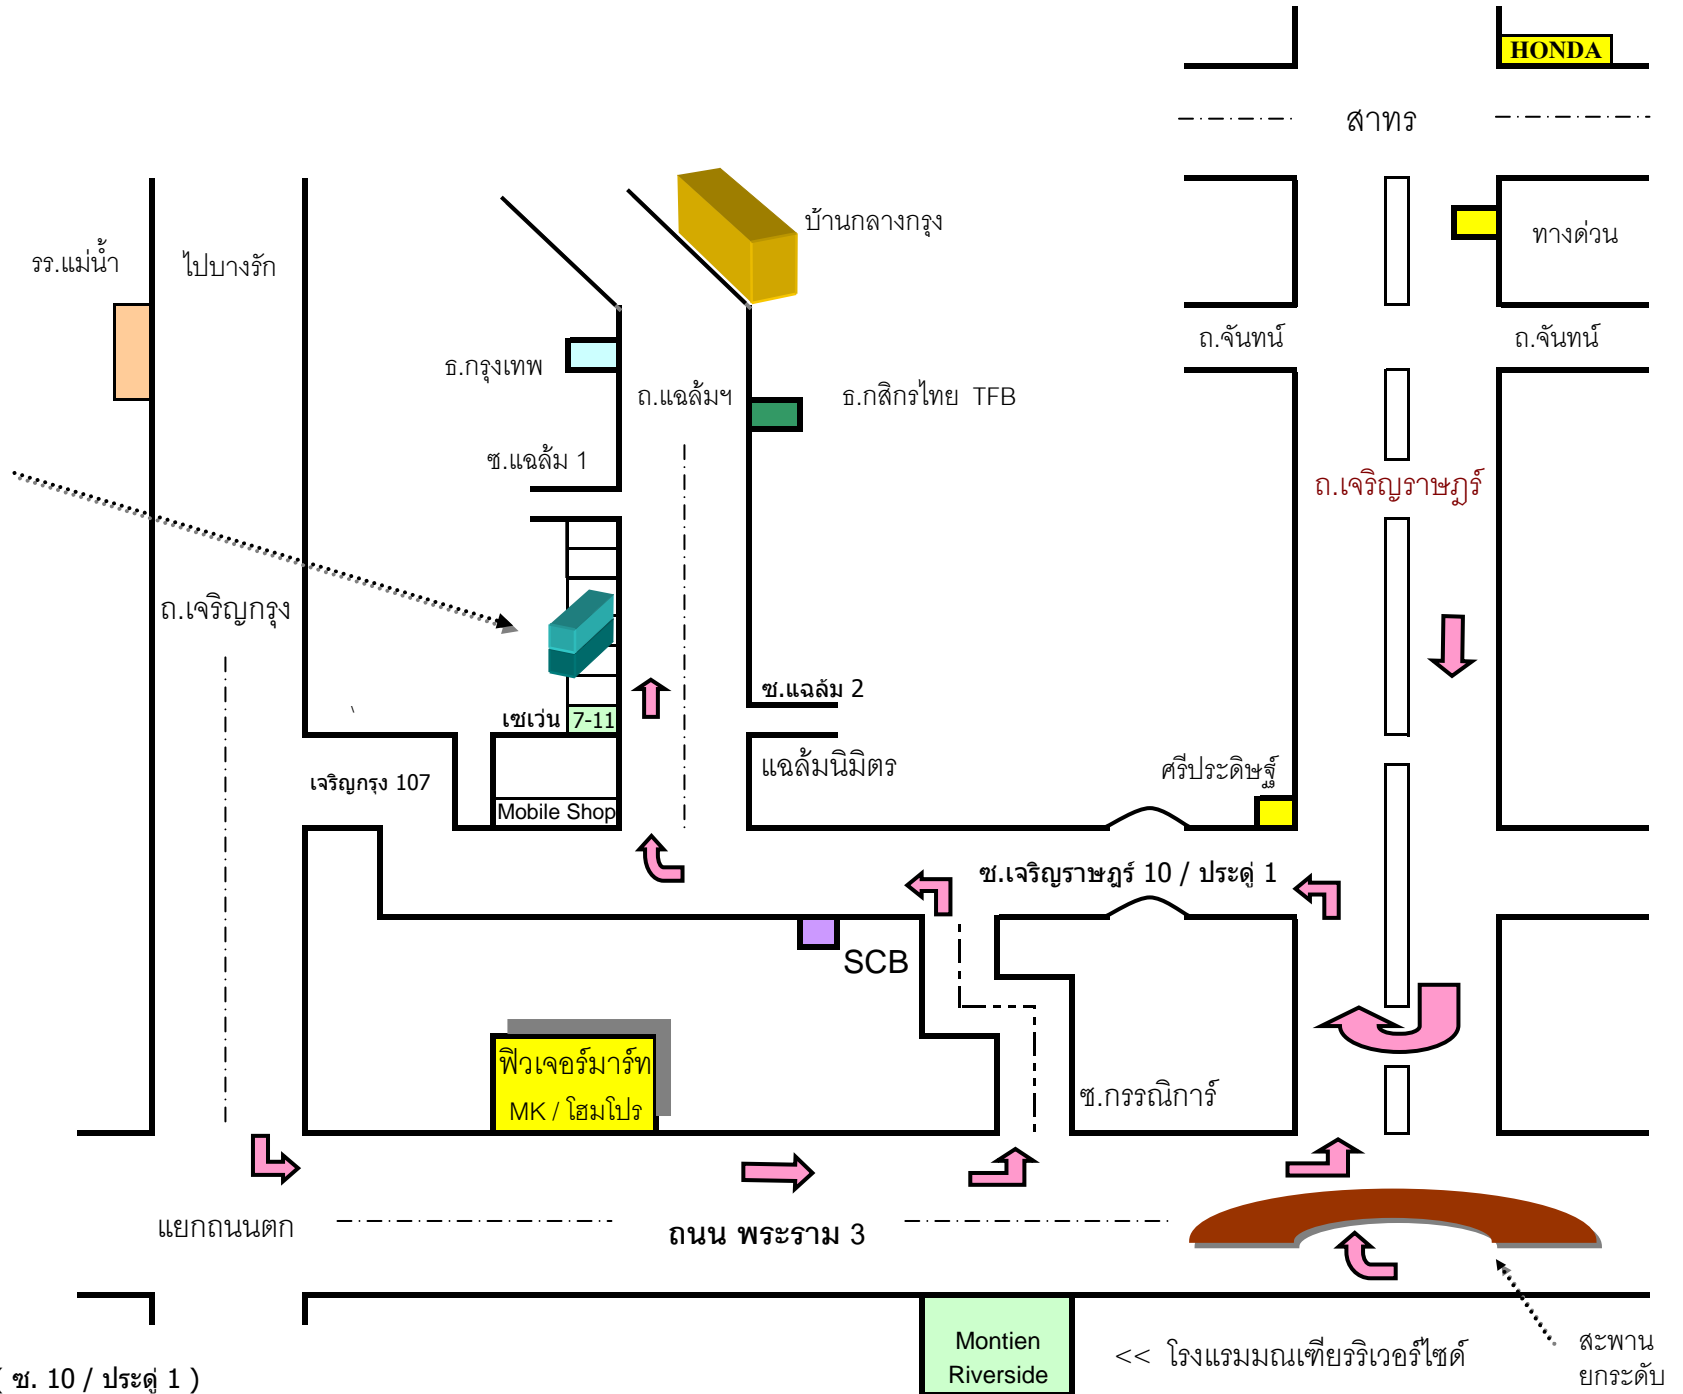 HONDA
สาทร
บ้านกลางกรุง
ทางด่วน
รร.แม่น้ำ
ไปบางรัก
ถ.จันทน์
ถ.จันทน์
ธ.กรุงเทพ
ถ.แฉล้มฯ
ธ.กสิกรไทย TFB
ซ.แฉล้ม 1
ถ.เจริญราษฎร์
ถ.เจริญกรุง
ซ.แฉล้ม 2
เซเว่น
7-11
แฉล้มนิมิตร
ศรีประดิษฐ์
เจริญกรุง 107
Mobile Shop
ซ.เจริญราษฎร์ 10 / ประดู่ 1
SCB
ฟิวเจอร์มาร์ท
MK / โฮมโปร
ซ.กรรณิการ์
แยกถนนตก
ถนน พระราม 3
Montien
Riverside
<< โรงแรมมณเฑียรริเวอร์ไซด์
สะพาน
ยกระดับ
( ซ. 10 / ประดู่ 1 )